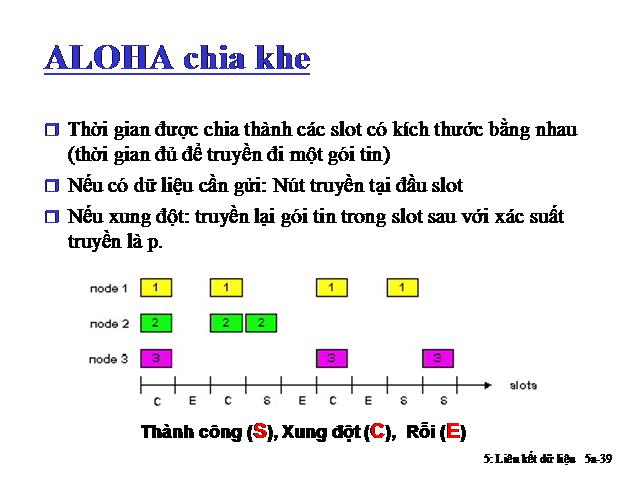 ALOHA chia khe
Thời gian được chia thành các slot có kích thước bằng nhau
(thời gian đủ để truyền đi một gói tin)
Nếu có dữ liệu cần gửi: Nút truyền tại đầu slot
Nếu xung đột: truyền lại gói tin trong slot sau với xác suất
truyền là p.
node 1 1 1 1 1
node 2 2 2 2
node 3 3 3 3
C E C S E C E S S slots
Thành công (S), Xung đột (C), Rỗi (E)
5: Liên kết dữ liệu 5a-39